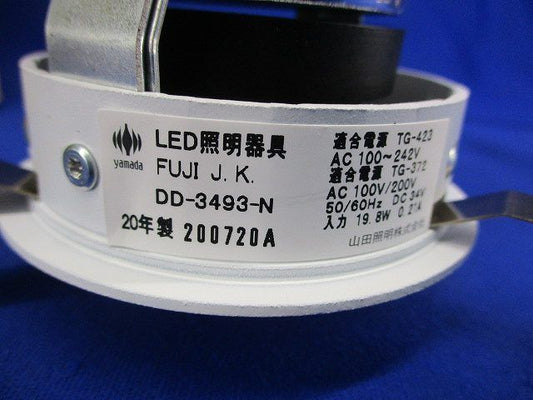 yamada
LED照明器具
FUJI J. K.
DD-3493-N
20年製 200720A
適合電源 TG-423
AC 100~242V
適合電源 TG-372
AC 100V/200V
50/60Hz DC 34V
入力 19.8W 0.21A
山田照明株式会社